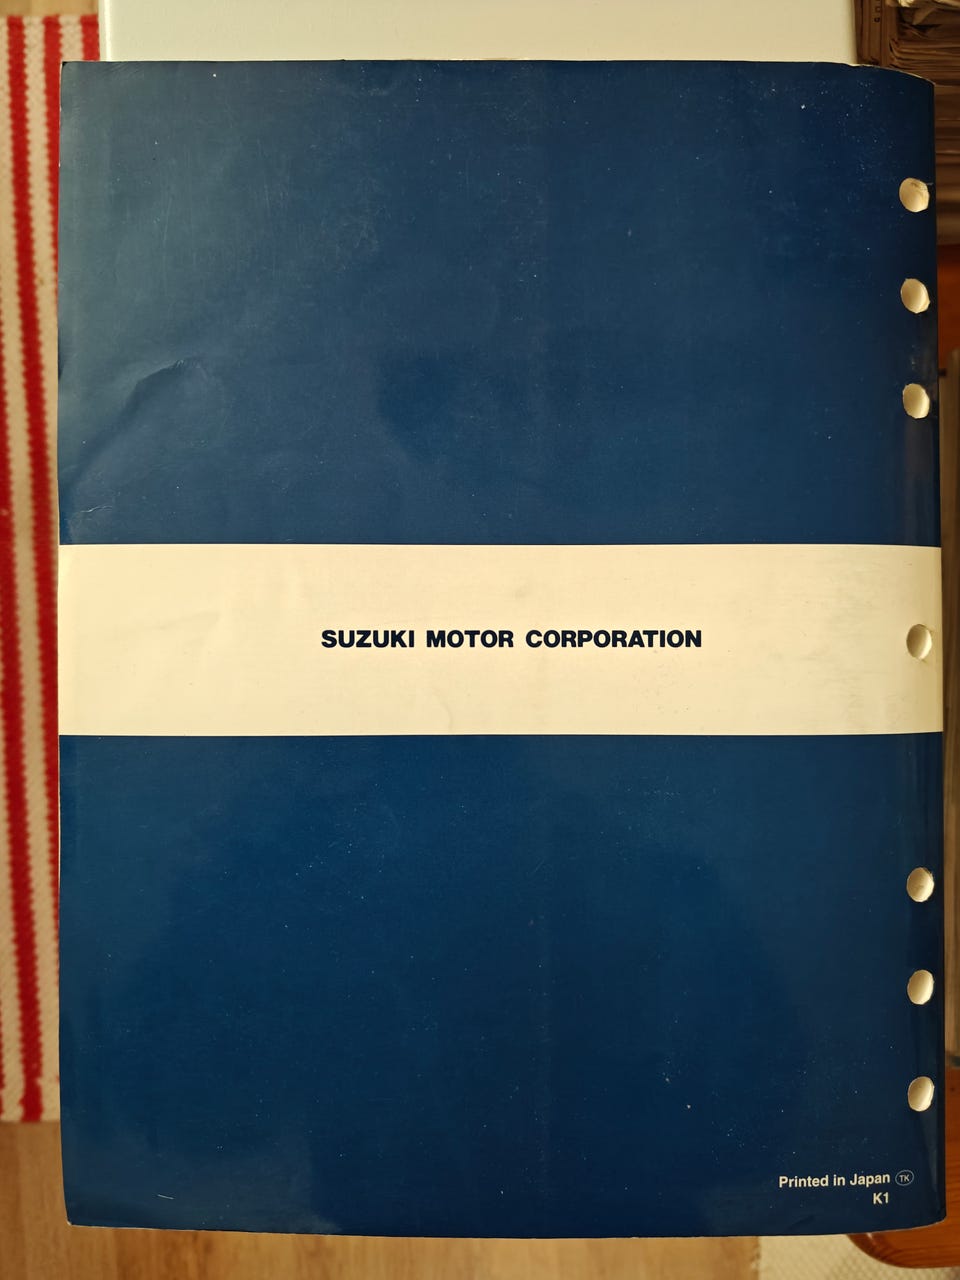 SUZUKI MOTOR CORPORATION
Printed in Japan TK
K1